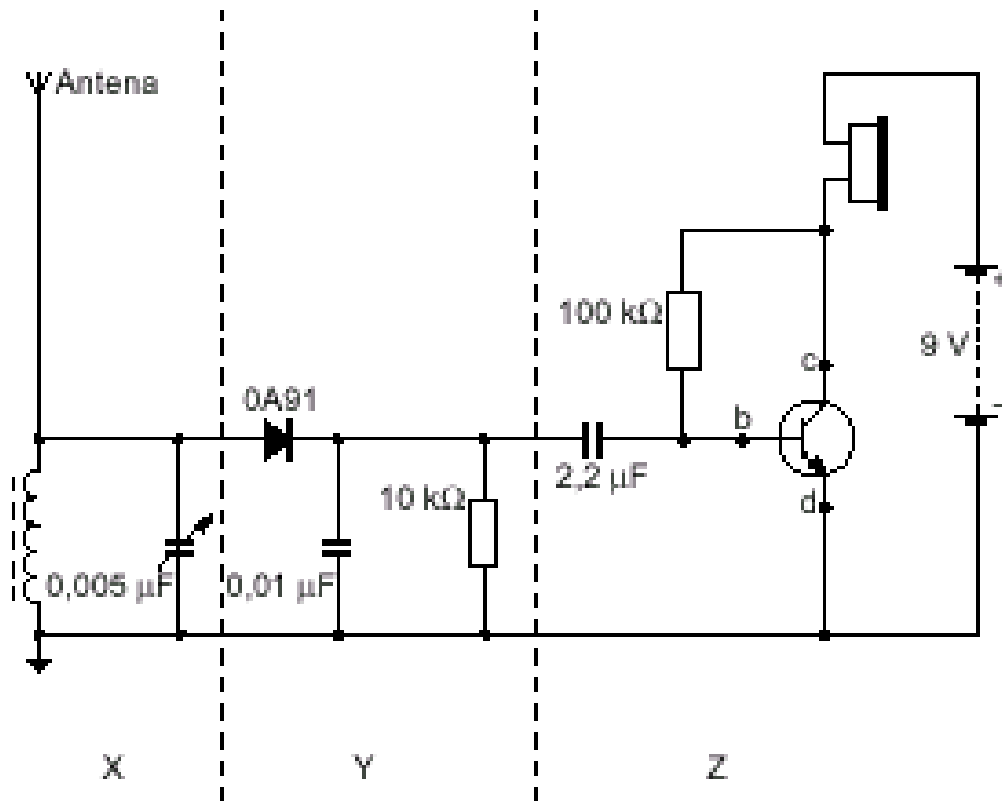 Antena
+
100 kΩ
9 V
c
-
0A91
b
2,2 µF
10 kΩ
d
0,005 µF
0,01 µF
X
Y
Z